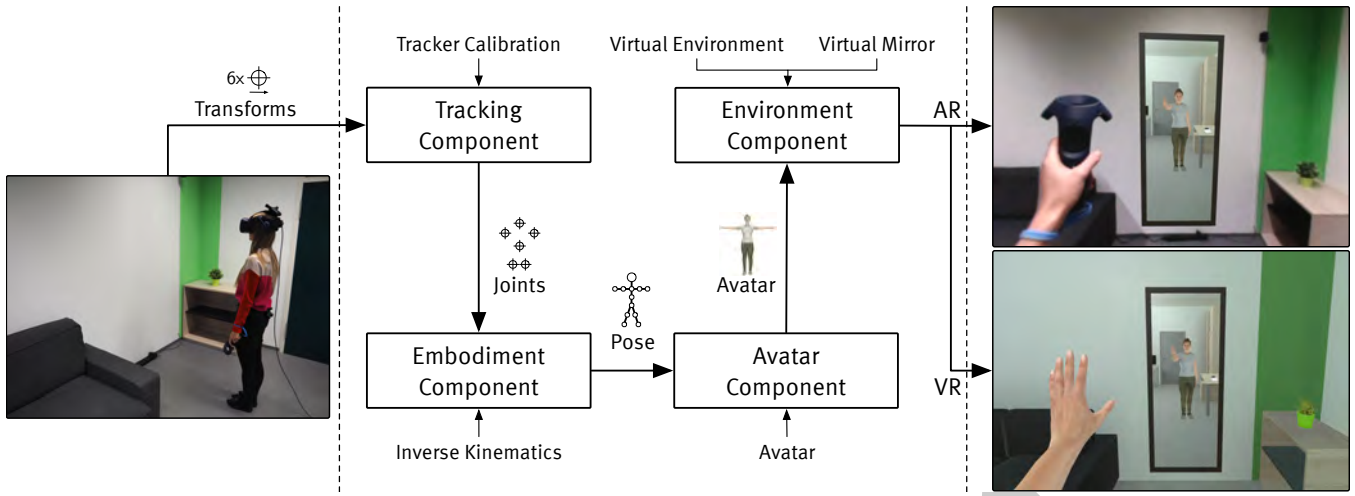 Tracker Calibration
Virtual Environment
Virtual Mirror
6x
Transforms
Tracking
Component
Environment
Component
AR
Joints
Avatar
Pose
Embodiment
Component
Avatar
Component
VR
Inverse Kinematics
Avatar